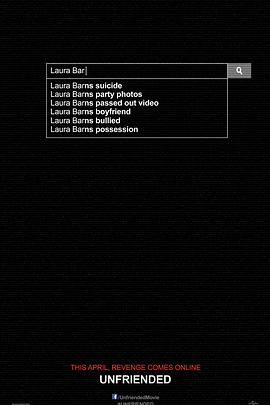 Laura Bar
Laura Barns suicide
Laura Barns party photos
Laura Barns passed out video
Laura Barns boyfriend
Laura Barns bullied
Laura Barns possession
THIS APRIL, REVENGE COMES ONLINE
UNFRIENDED
/UnfriendedMovie
#UNFRIENDED